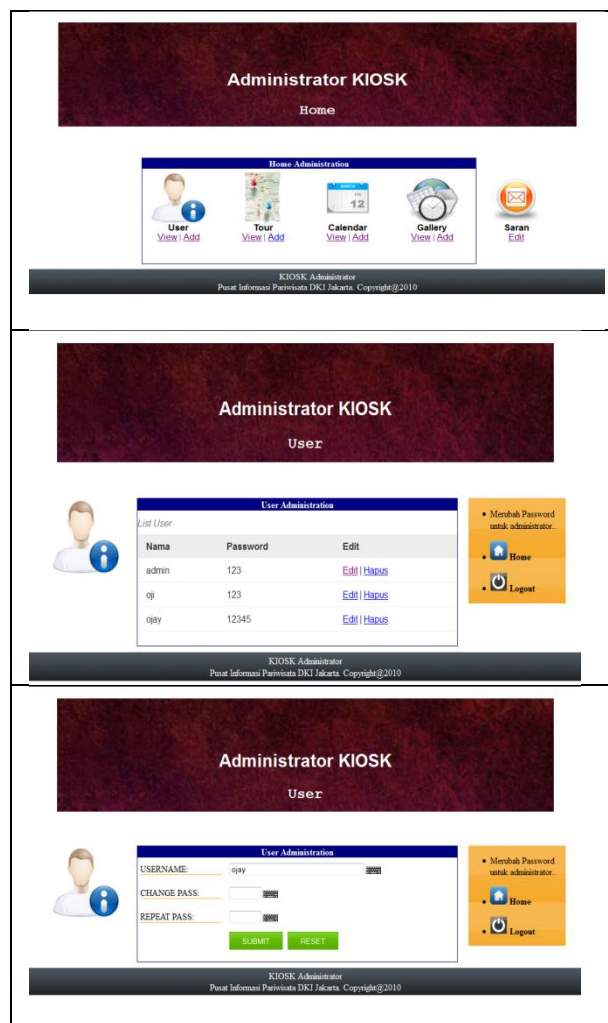 Administrator KIOSK
Home
Home Administration
User Tour Calendar Gallery Saran
View | Add View | Add View | Add View | Add Edit
KIOSK Administrator
Pusat Informasi Pariwisata DKI Jakarta. Copyright@2010
Administrator KIOSK
User
User Administration
List User
Nama Password Edit
admin 123 Edit | Hapus
oji 123 Edit | Hapus
ojay 12345 Edit | Hapus
Merubah Password
untuk administrator..
Home
Logout
KIOSK Administrator
Pusat Informasi Pariwisata DKI Jakarta. Copyright@2010
Administrator KIOSK
User
User Administration
USERNAME: ojay
CHANGE PASS:
REPEAT PASS:
SUBMIT RESET
Merubah Password
untuk administrator..
Home
Logout
KIOSK Administrator
Pusat Informasi Pariwisata DKI Jakarta. Copyright@2010